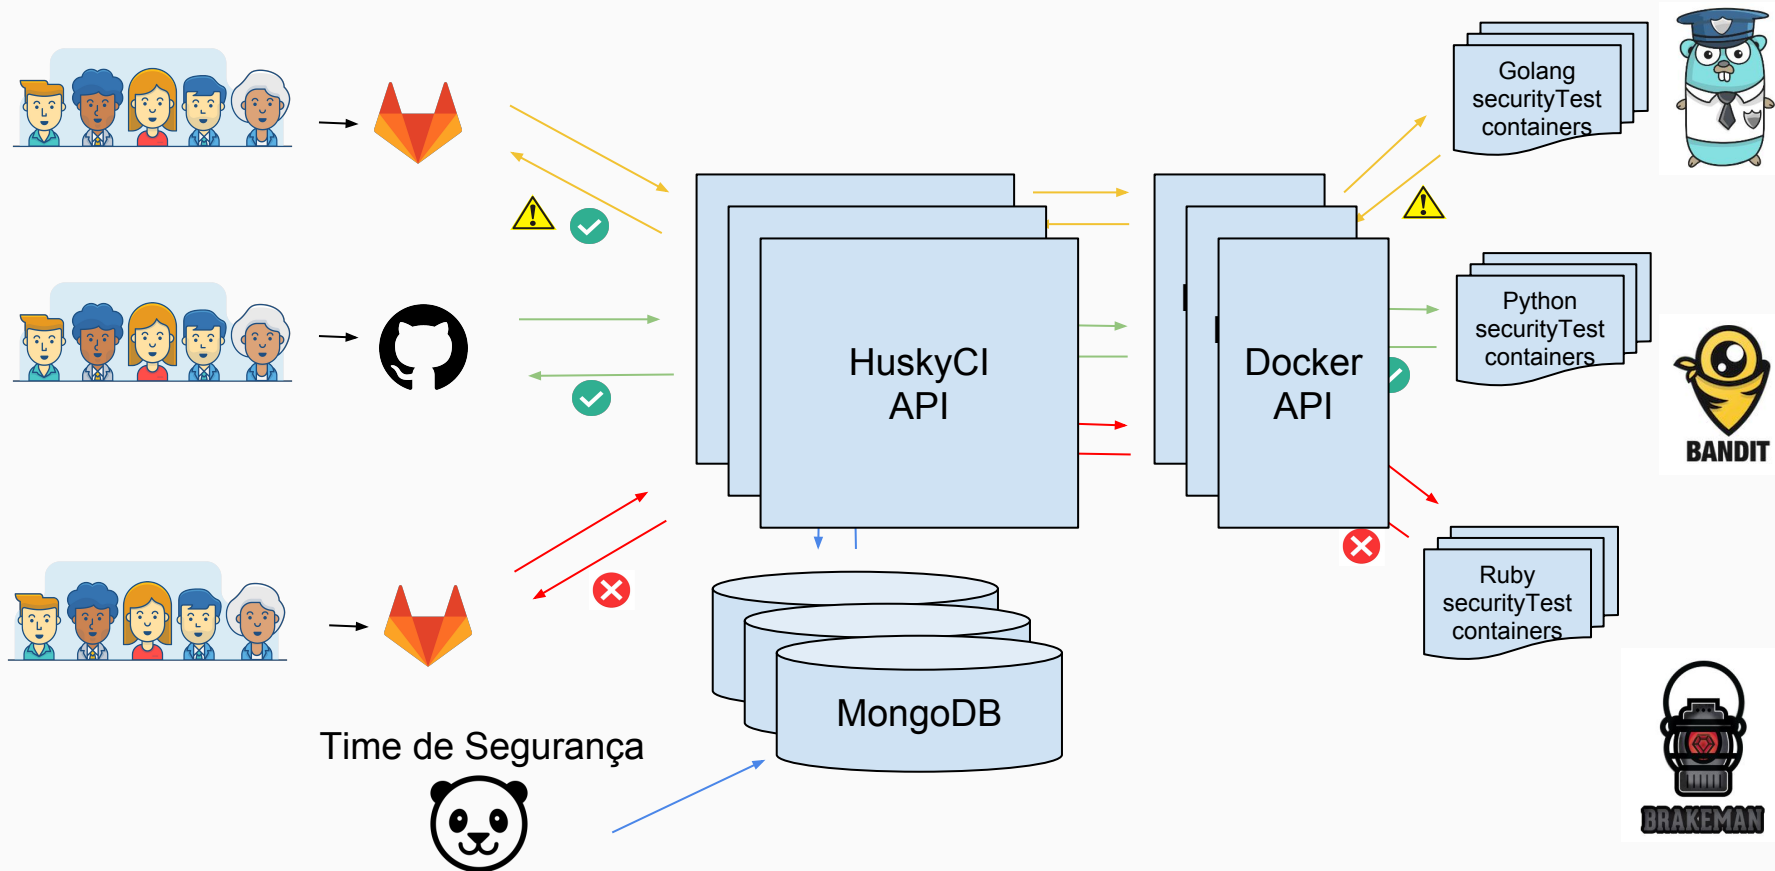 Golang
securityTest
containers
HuskyCI
API
Docker
API
Python
securityTest
containers
BANDIT
Ruby
securityTest
containers
MongoDB
Time de Segurança
BRAKEMAN